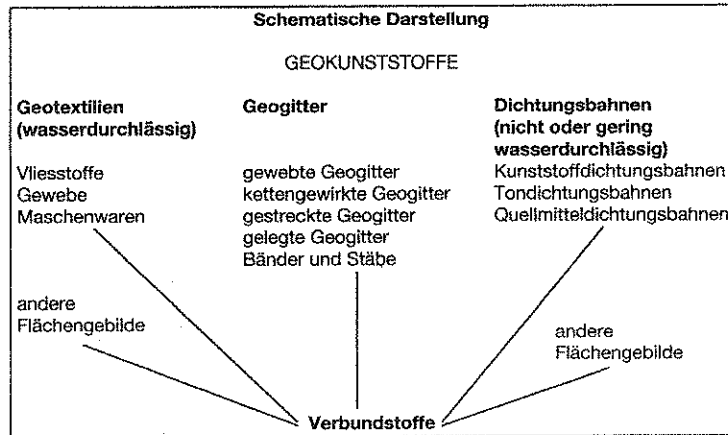 Schematische Darstellung
GEOKUNSTSTOFFE
Geotextilien
(wasserdurchlässig)
Vliesstoffe
Gewebe
Maschenwaren
andere
Flächengebilde
Geogitter
gewebte Geogitter
kettengewirkte Geogitter
gestreckte Geogitter
gelegte Geogitter
Bänder und Stäbe
Dichtungsbahnen
(nicht oder gering
wasserdurchlässig)
Kunststoffdichtungsbahnen
Tondichtungsbahnen
Quellmitteldichtungsbahnen
andere
Flächengebilde
Verbundstoffe